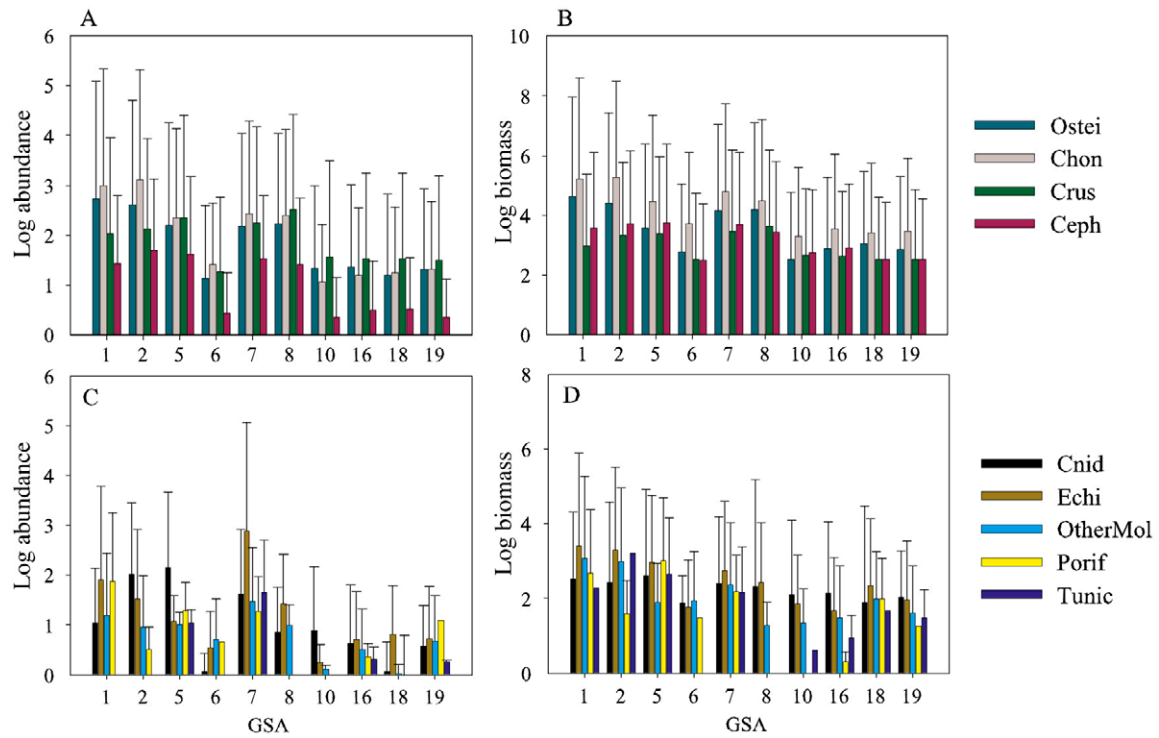 A
6
5
4
3
2
1
0
Log abundance
1 2 5 6 7 8 10 16 18 19
B
10
8
6
4
2
0
Log biomass
1 2 5 6 7 8 10 16 18 19
Ostei
Chon
Crus
Ceph
C
6
5
4
3
2
1
0
Log abundance
1 2 5 6 7 8 10 16 18 19
GSA
D
8
6
4
2
0
Log biomass
1 2 5 6 7 8 10 16 18 19
GSA
Cnid
Echi
OtherMol
Porif
Tunic